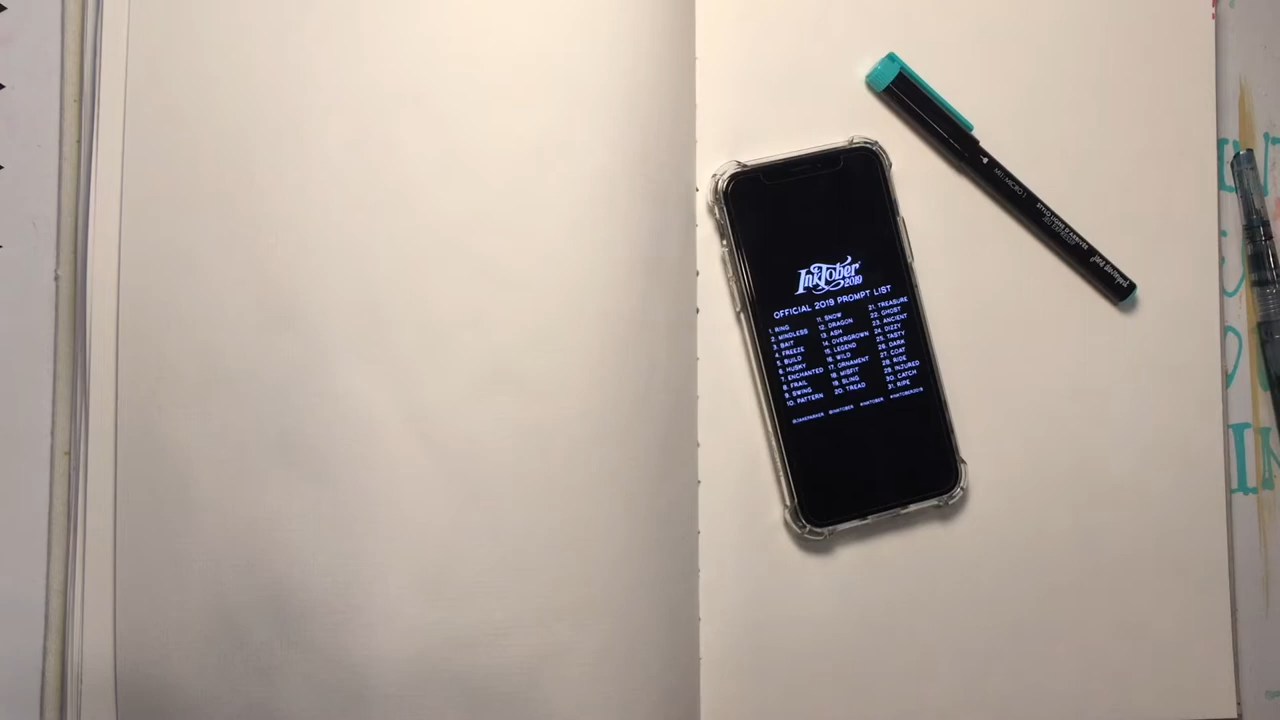 InkTober
2019
OFFICIAL 2019 PROMPT LIST
1. RING
2. MINDLESS
3. BAIT
4. FREEZE
5. BUILD
6. HUSKY
7. ENCHANTED
8. FRAIL
9. SWING
10. PATTERN
11. SNOW
12. DRAGON
13. ASH
14. OVERGROWN
15. LEGEND
16. WILD
17. ORNAMENT
18. MISFIT
19. SLING
20. TREAD
21. TREASURE
22. GHOST
23. ANCIENT
24. DIZZY
25. TASTY
26. DARK
27. COAT
28. RIDE
29. INJURED
30. CATCH
31. RIPE
@JAKEPARKER @INKTOBER #INKTOBER #INKTOBER2019
MICRO 1
STYLO LIGNE D'ARRIVÉE